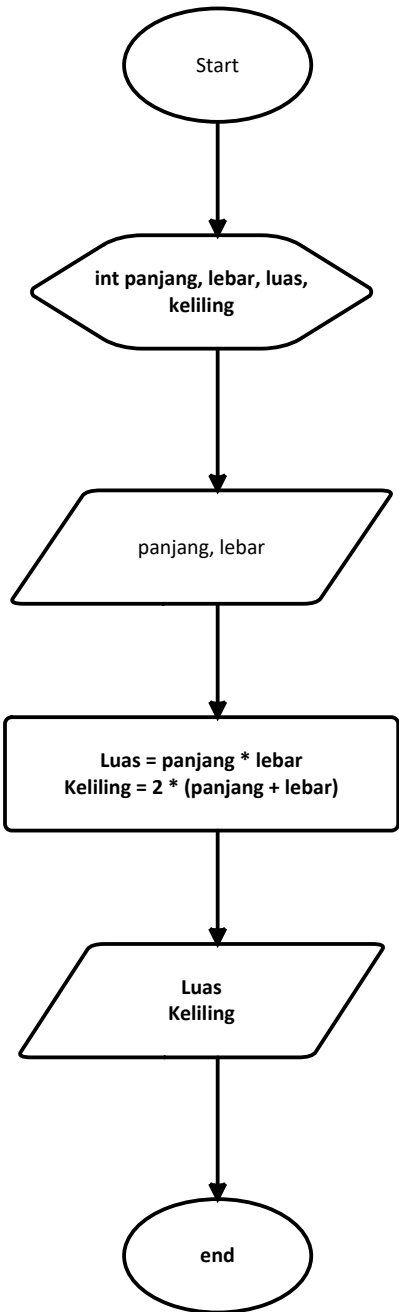 Start
int panjang, lebar, luas,
keliling
panjang, lebar
Luas = panjang * lebar
Keliling = 2 * (panjang + lebar)
Luas
Keliling
end